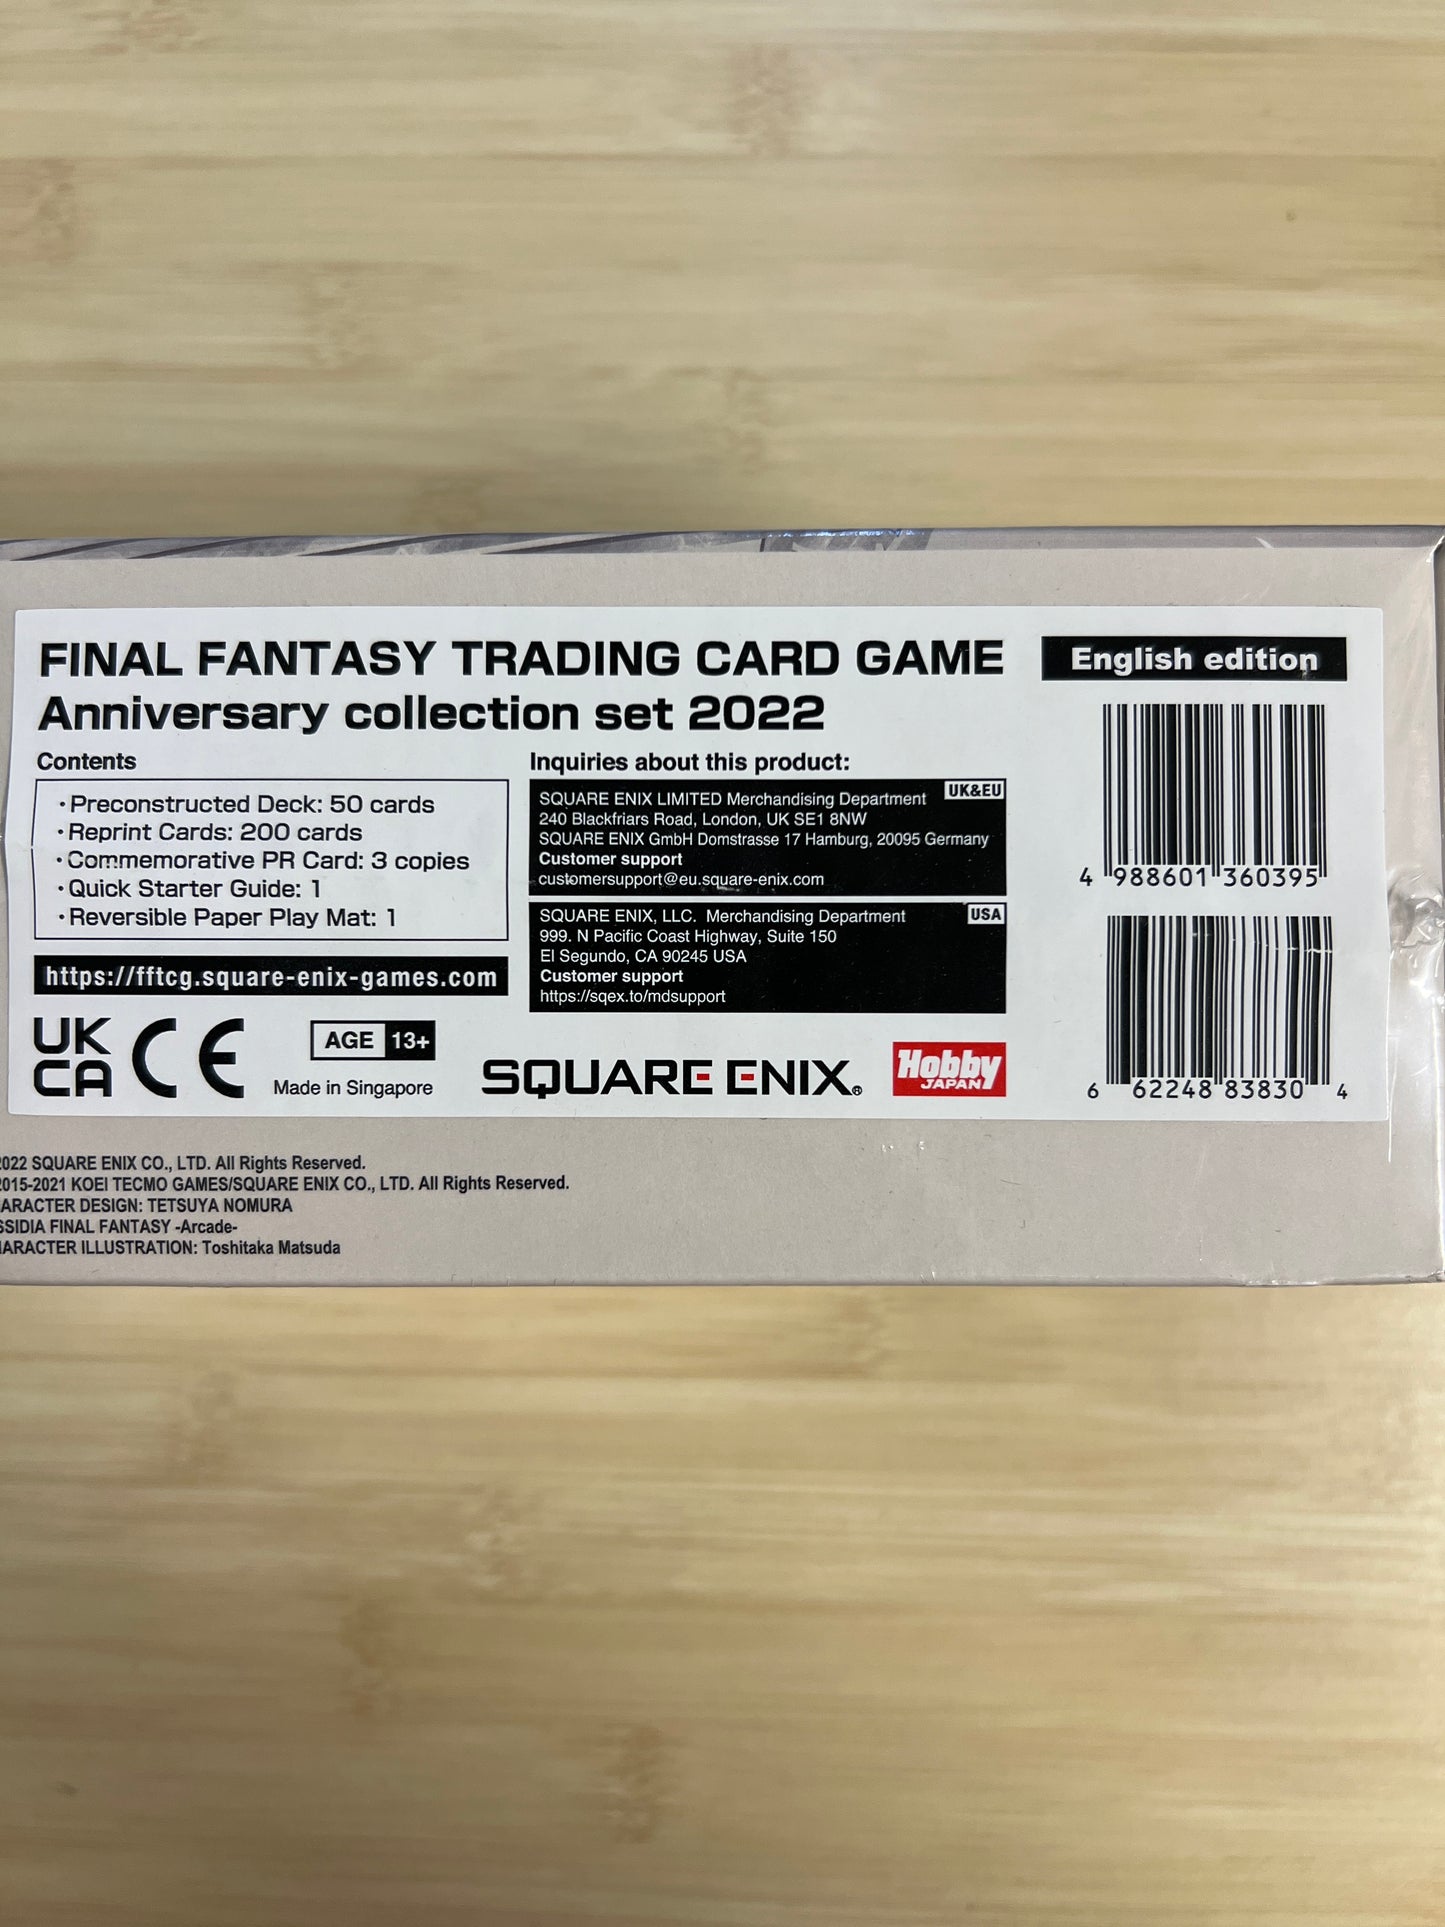 FINAL FANTASY TRADING CARD GAME
Anniversary collection set 2022
English edition
Contents
・Preconstructed Deck: 50 cards
・Reprint Cards: 200 cards
・Commemorative PR Card: 3 copies
・Quick Starter Guide: 1
・Reversible Paper Play Mat: 1
https://fftcg.square-enix-games.com
UK
CA
CE
AGE 13+
Made in Singapore
Inquiries about this product:
UK&EU
SQUARE ENIX LIMITED Merchandising Department
240 Blackfriars Road, London, UK SE1 8NW
SQUARE ENIX GmbH Domstrasse 17 Hamburg, 20095 Germany
Customer support
customersupport@eu.square-enix.com
USA
SQUARE ENIX, LLC. Merchandising Department
999. N Pacific Coast Highway, Suite 150
El Segundo, CA 90245 USA
Customer support
https://sqex.to/mdsupport
SQUARE ENIX®
Hobby
JAPAN
4 988601 360395
6 62248 83830 4
022 SQUARE ENIX CO., LTD. All Rights Reserved.
2015-2021 KOEI TECMO GAMES/SQUARE ENIX CO., LTD. All Rights Reserved.
ARACTER DESIGN: TETSUYA NOMURA
SSIDIA FINAL FANTASY -Arcade-
ARACTER ILLUSTRATION: Toshitaka Matsuda